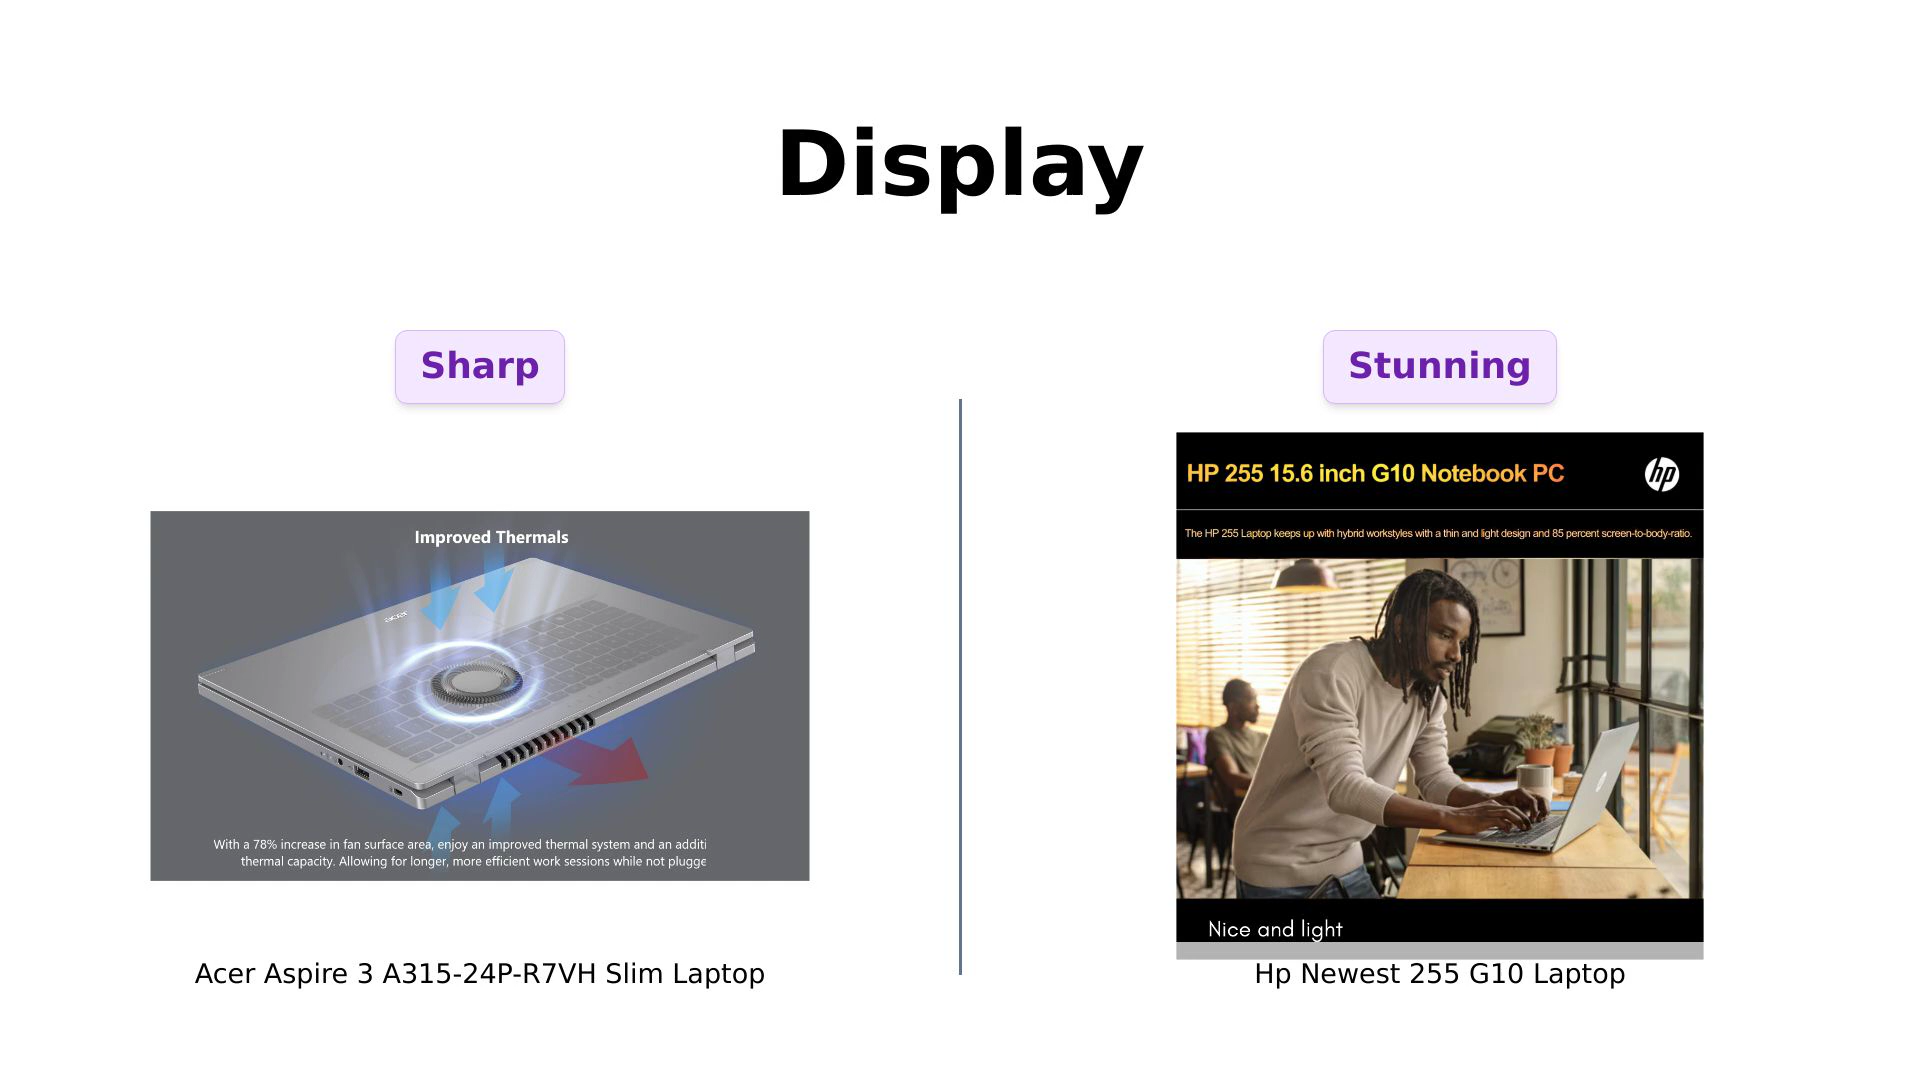 Display
Sharp
Stunning
Improved Thermals
acer
With a 78% increase in fan surface area, enjoy an improved thermal system and an additi
thermal capacity. Allowing for longer, more efficient work sessions while not plugge
Acer Aspire 3 A315-24P-R7VH Slim Laptop
HP 255 15.6 inch G10 Notebook PC
hp
The HP 255 Laptop keeps up with hybrid workstyles with a thin and light design and 85 percent screen-to-body-ratio.
Nice and light
Hp Newest 255 G10 Laptop